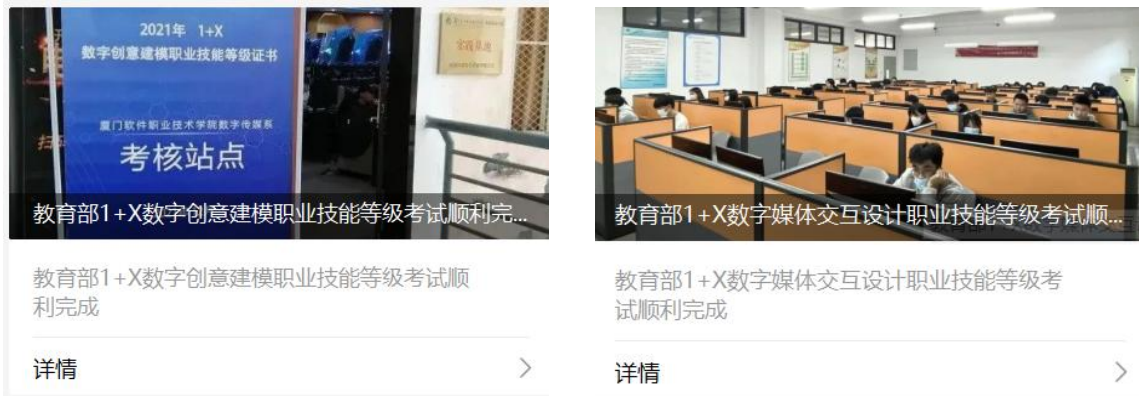 2021年 1+X
数字创意建模职业技能等级证书
厦门软件职业技术学院数字传媒系
考核站点
实践基地
教育部1+X数字创意建模职业技能等级考试顺利完...
教育部1+X数字创意建模职业技能等级考试顺
利完成
详情
教育部1+X数字媒体交互设计职业技能等级考试顺...
教育部1+X数字媒体交互设计职业技能等级考
试顺利完成
详情